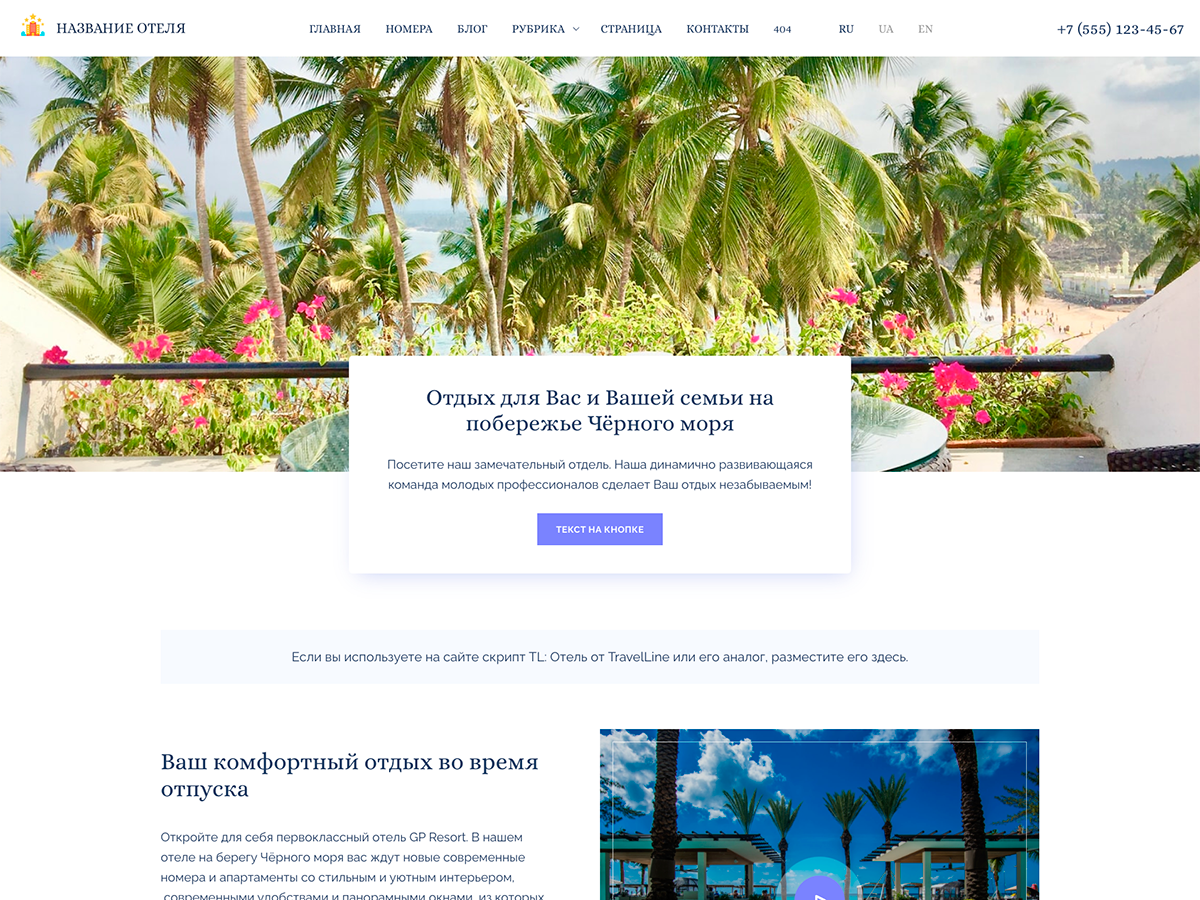 НАЗВАНИЕ ОТЕЛЯ
ГЛАВНАЯ НОМЕРА БЛОГ РУБРИКА СТРАНИЦА КОНТАКТЫ 404 RU UA EN
+7 (555) 123-45-67
Отдых для Вас и Вашей семьи на
побережье Чёрного моря
Посетите наш замечательный отдель. Наша динамично развивающаяся
команда молодых профессионалов сделает Ваш отдых незабываемым!
ТЕКСТ НА КНОПКЕ
Если вы используете на сайте скрипт TL: Отель от TravelLine или его аналог, разместите его здесь.
Ваш комфортный отдых во время
отпуска
Откройте для себя первоклассный отель GP Resort. В нашем
отеле на берегу Чёрного моря вас ждут новые современные
номера и апартаменты со стильным и уютным интерьером,
современными удобствами и панорамными окнами, из которых